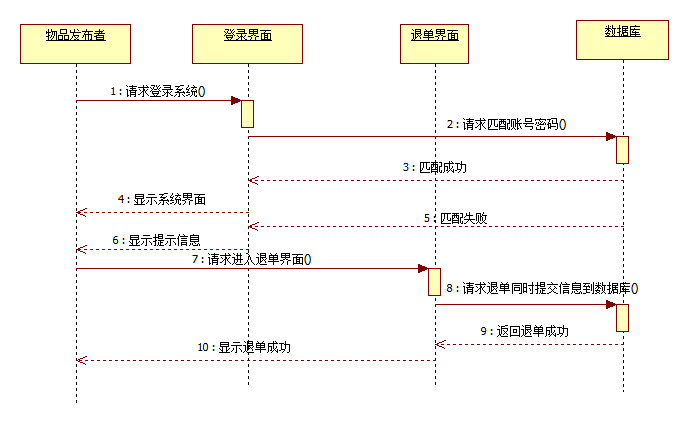 物品发布者
登录界面
退单界面
数据库
1 : 请求登录系统()
2 : 请求匹配账号密码()
3 : 匹配成功
4 : 显示系统界面
5 : 匹配失败
6 : 显示提示信息
7 : 请求进入退单界面()
8 : 请求退单同时提交信息到数据库()
9 : 返回退单成功
10 : 显示退单成功